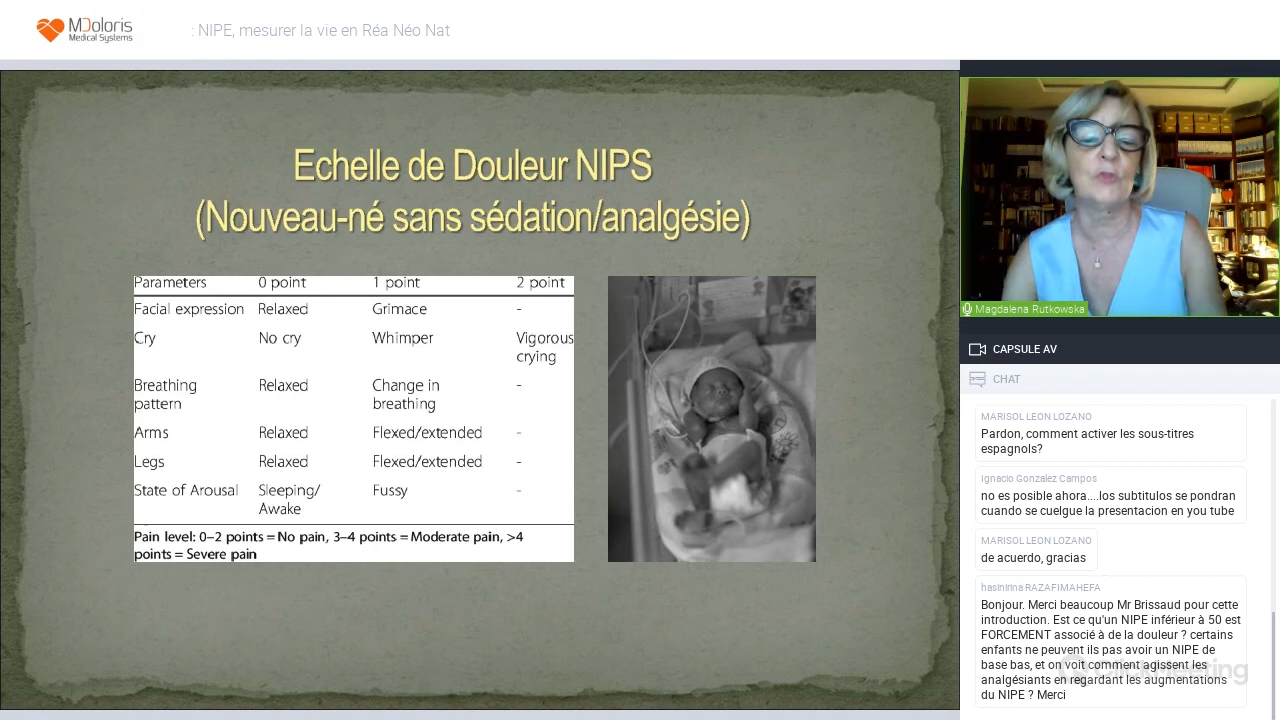 MDoloris
Medical Systems
: NIPE, mesurer la vie en Réa Néo Nat
Echelle de Douleur NIPS
(Nouveau-né sans sédation/analgésie)
Parameters 0 point 1 point 2 point
Facial expression Relaxed Grimace -
Cry No cry Whimper Vigorous
crying
Breathing Relaxed Change in -
pattern breathing
Arms Relaxed Flexed/extended -
Legs Relaxed Flexed/extended -
State of Arousal Sleeping/ Fussy -
Awake
Pain level: 0–2 points = No pain, 3–4 points = Moderate pain, >4
points = Severe pain
Magdalena Rutkowska
CAPSULE AV
CHAT
MARISOL LEON LOZANO
Pardon, comment activer les sous-titres
espagnols?
Ignacio Gonzalez Campos
no es posible ahora....los subtitulos se pondran
cuando se cuelgue la presentacion en you tube
MARISOL LEON LOZANO
de acuerdo, gracias
hasinirina RAZAFIMAHEFA
Bonjour. Merci beaucoup Mr Brissaud pour cette
introduction. Est ce qu'un NIPE inférieur à 50 est
FORCEMENT associé à de la douleur ? certains
enfants ne peuvent ils pas avoir un NIPE de
base bas, et on voit comment agissent les
analgésiants en regardant les augmentations
du NIPE ? Merci
ClickMeeting